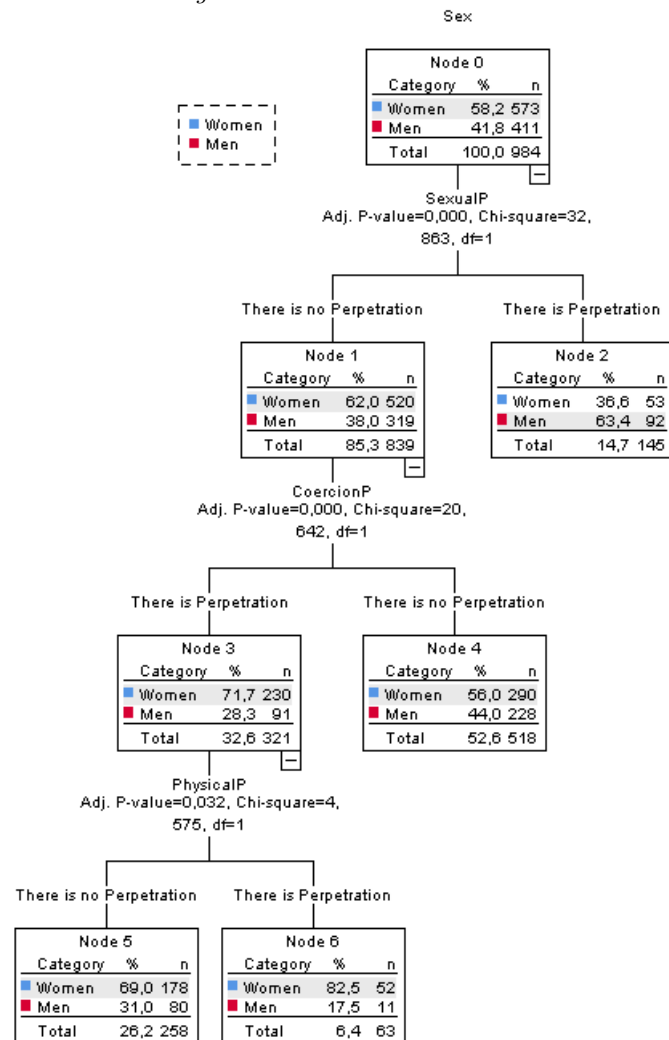 Sex
Women
Men
Node 0
Category % n
Women 58,2 573
Men 41,8 411
Total 100,0 984
SexualP
Adj. P-value=0,000, Chi-square=32,
863, df=1
There is no Perpetration
There is Perpetration
Node 1
Category % n
Women 62,0 520
Men 38,0 319
Total 85,3 839
Node 2
Category % n
Women 36,6 53
Men 63,4 92
Total 14,7 145
CoercionP
Adj. P-value=0,000, Chi-square=20,
642, df=1
There is Perpetration
There is no Perpetration
Node 3
Category % n
Women 71,7 230
Men 28,3 91
Total 32,6 321
Node 4
Category % n
Women 56,0 290
Men 44,0 228
Total 52,6 518
PhysicalP
Adj. P-value=0,032, Chi-square=4,
575, df=1
There is no Perpetration
There is Perpetration
Node 5
Category % n
Women 69,0 178
Men 31,0 80
Total 26,2 258
Node 6
Category % n
Women 82,5 52
Men 17,5 11
Total 6,4 63